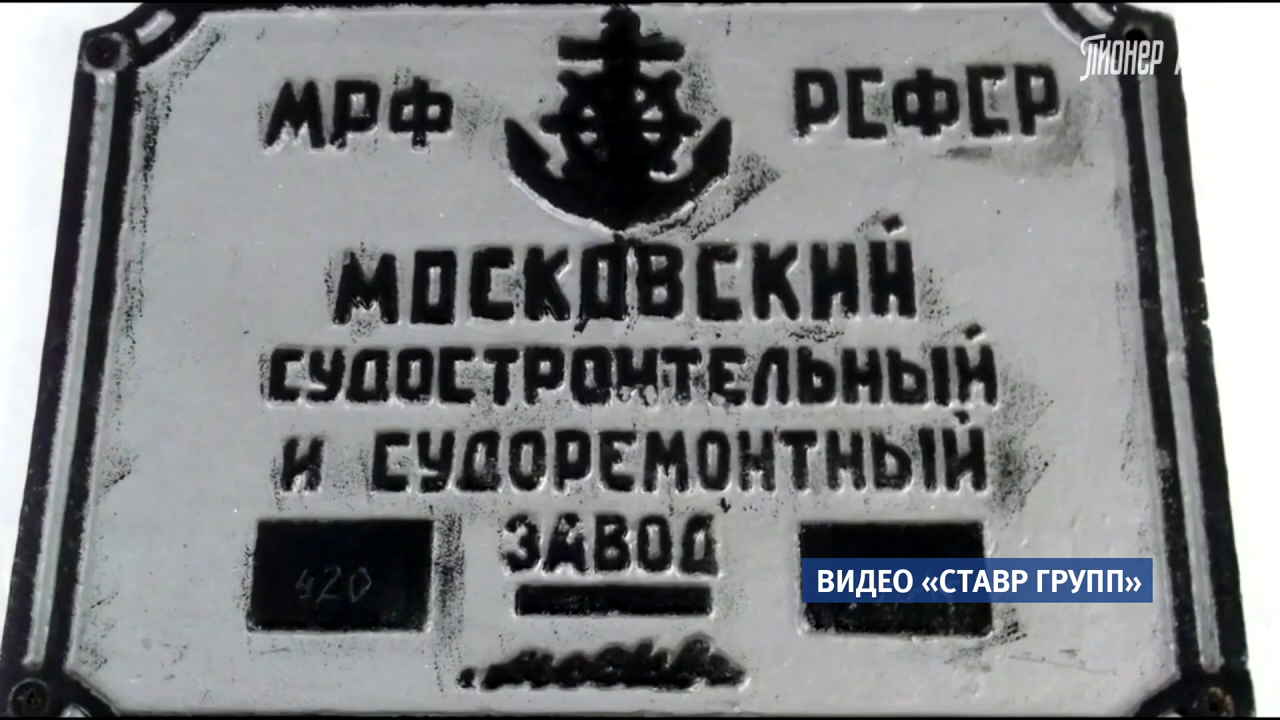 Пионер
МРФ РСФСР
МОСКОВСКИЙ
СУДОСТРОИТЕЛЬНЫЙ
И СУДОРЕМОНТНЫЙ
ЗАВОД
420
ВИДЕО «СТАВР ГРУПП»